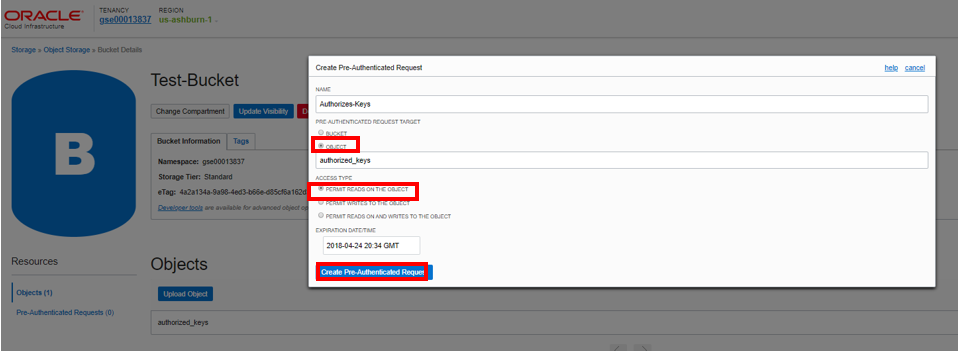 ORACLE
Cloud Infrastructure
TENANCY
gse00013837
REGION
us-ashburn-1
Storage » Object Storage » Bucket Details
B
Test-Bucket
Change Compartment
Update Visibility
Bucket Information
Tags
Namespace: gse00013837
Storage Tier: Standard
eTag: 4a2a134a-9a98-4ed3-b66e-d85cf6a162d
Developer tools are available for advanced object op
Create Pre-Authenticated Request
help
cancel
NAME
Authorizes-Keys
PRE-AUTHENTICATED REQUEST TARGET
BUCKET
OBJECT
authorized_keys
ACCESS TYPE
PERMIT READS ON THE OBJECT
PERMIT WRITES TO THE OBJECT
PERMIT READS ON AND WRITES TO THE OBJECT
EXPIRATION DATE/TIME
2018-04-24 20:34 GMT
Create Pre-Authenticated Reques
Resources
Objects (1)
Pre-Authenticated Requests (0)
Objects
Upload Object
authorized_keys